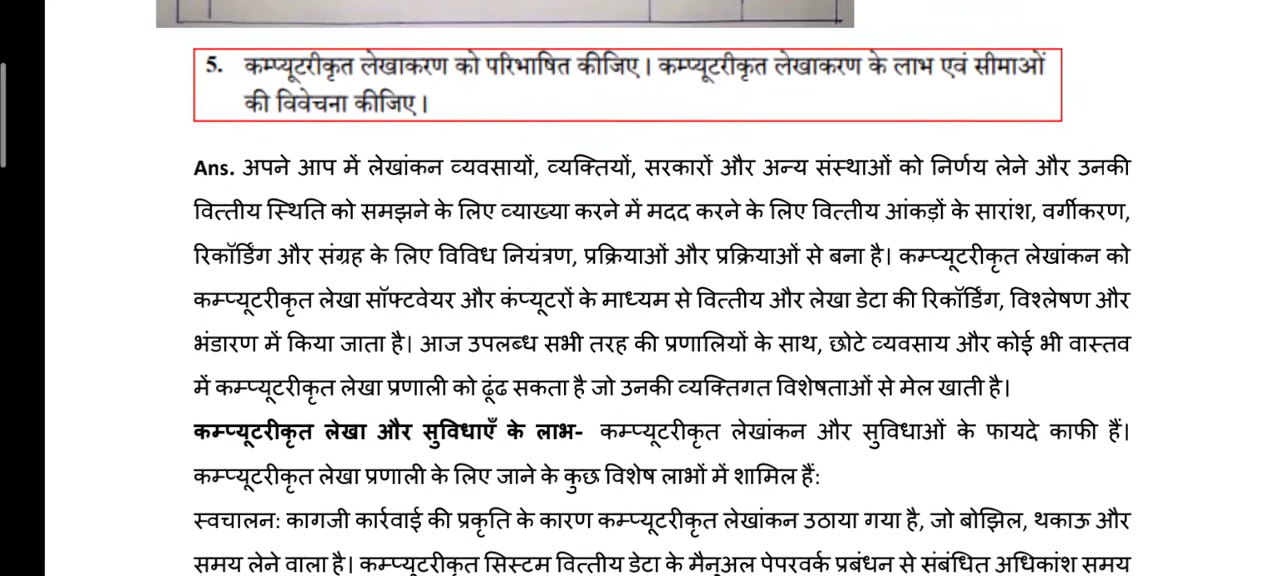 5. कम्प्यूटरीकृत लेखाकरण को परिभाषित कीजिए। कम्प्यूटरीकृत लेखाकरण के लाभ एवं सीमाओं
की विवेचना कीजिए।
Ans. अपने आप में लेखांकन व्यवसायों, व्यक्तियों, सरकारों और अन्य संस्थाओं को निर्णय लेने और उनकी
वित्तीय स्थिति को समझने के लिए व्याख्या करने में मदद करने के लिए वित्तीय आंकड़ों के सारांश, वर्गीकरण,
रिकॉर्डिंग और संग्रह के लिए विविध नियंत्रण, प्रक्रियाओं और प्रक्रियाओं से बना है। कम्प्यूटरीकृत लेखांकन को
कम्प्यूटरीकृत लेखा सॉफ्टवेयर और कंप्यूटरों के माध्यम से वित्तीय और लेखा डेटा की रिकॉर्डिंग, विश्लेषण और
भंडारण में किया जाता है। आज उपलब्ध सभी तरह की प्रणालियों के साथ, छोटे व्यवसाय और कोई भी वास्तव
में कम्प्यूटरीकृत लेखा प्रणाली को ढूंढ सकता है जो उनकी व्यक्तिगत विशेषताओं से मेल खाती है।
कम्प्यूटरीकृत लेखा और सुविधाएँ के लाभ- कम्प्यूटरीकृत लेखांकन और सुविधाओं के फायदे काफी हैं।
कम्प्यूटरीकृत लेखा प्रणाली के लिए जाने के कुछ विशेष लाभों में शामिल हैं:
स्वचालन: कागजी कार्रवाई की प्रकृति के कारण कम्प्यूटरीकृत लेखांकन उठाया गया है, जो बोझिल, थकाऊ और
समय लेने वाला है। कम्प्यूटरीकृत सिस्टम वित्तीय डेटा के मैनुअल पेपरवर्क प्रबंधन से संबंधित अधिकांश समय